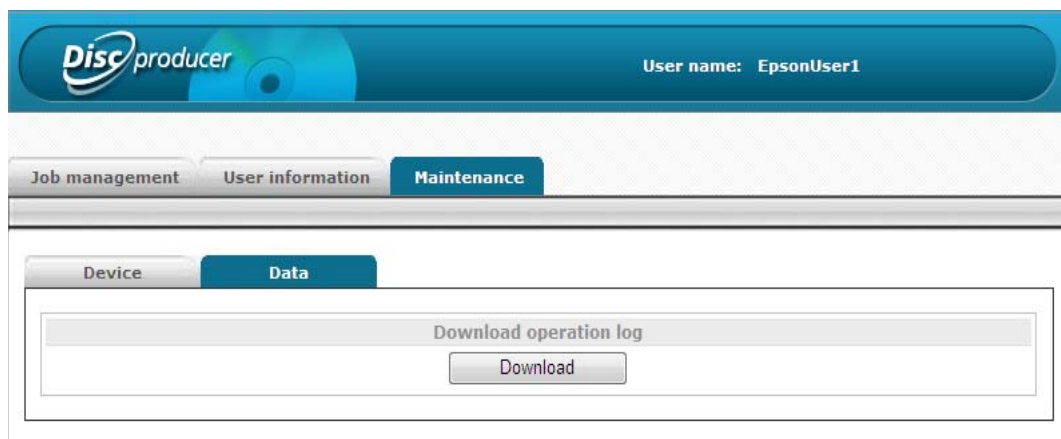 Disc producer
User name: EpsonUser1
Job management User information Maintenance
Device Data
Download operation log
Download